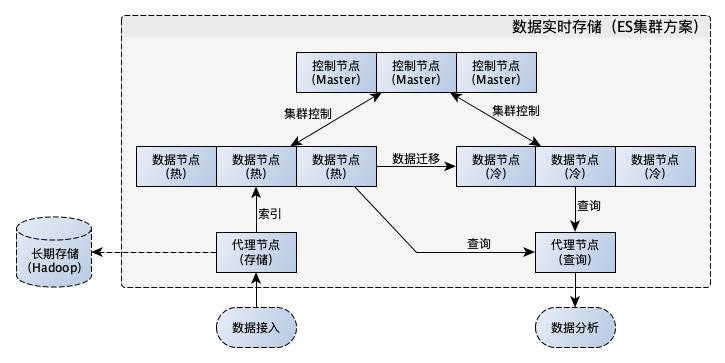 数据实时存储（ES集群方案）
控制节点
(Master)
控制节点
(Master)
控制节点
(Master)
集群控制
集群控制
数据节点
(热)
数据节点
(热)
数据节点
(热)
数据迁移
数据节点
(冷)
数据节点
(冷)
数据节点
(冷)
索引
查询
查询
长期存储
(Hadoop)
代理节点
(存储)
代理节点
(查询)
数据接入
数据分析